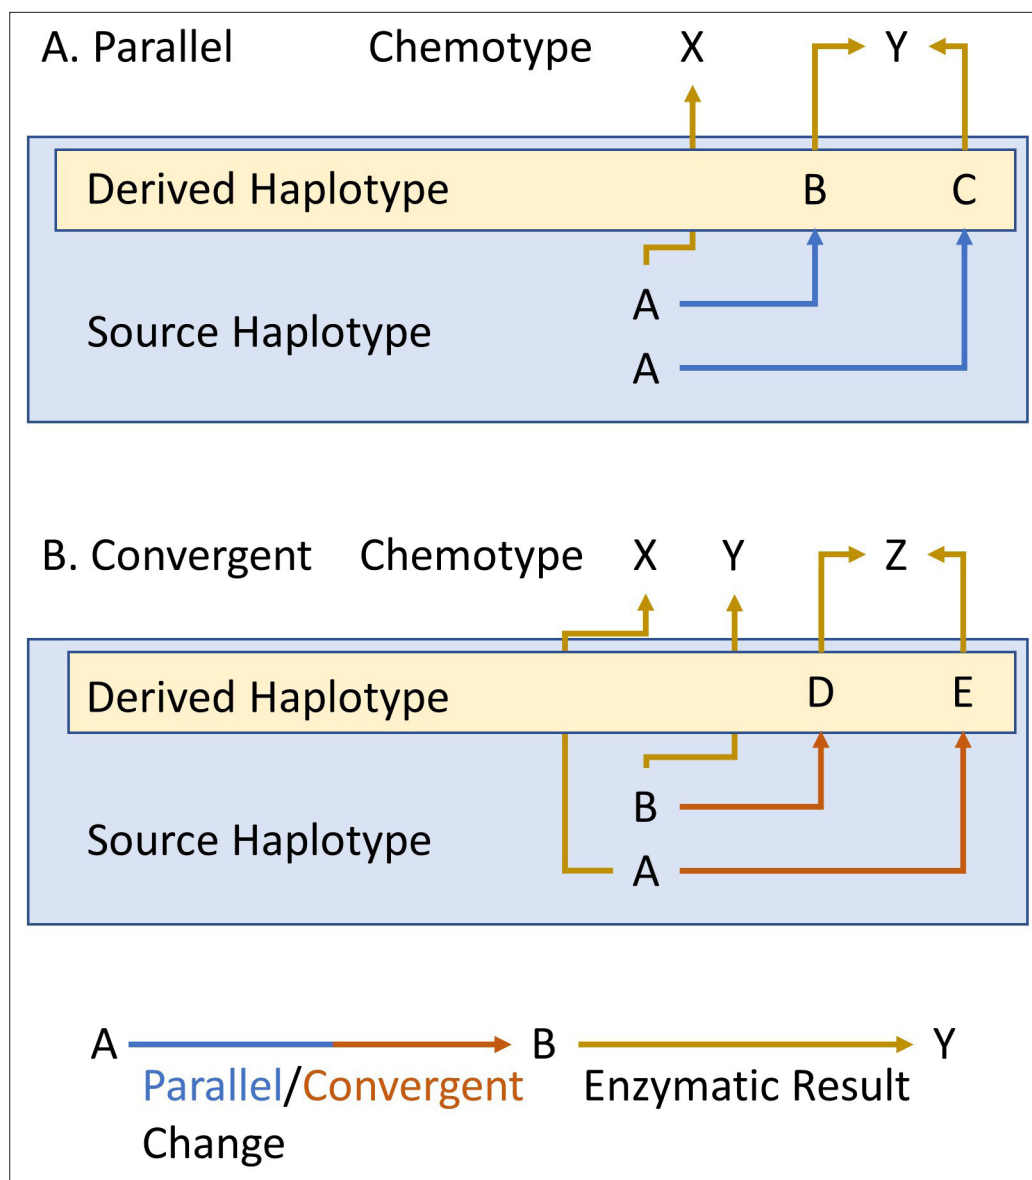 A. Parallel Chemotype X Y
Derived Haplotype B C
A
Source Haplotype
A
B. Convergent Chemotype X Y Z
Derived Haplotype D E
B
Source Haplotype
A
A B Y
Parallel/Convergent Enzymatic Result
Change